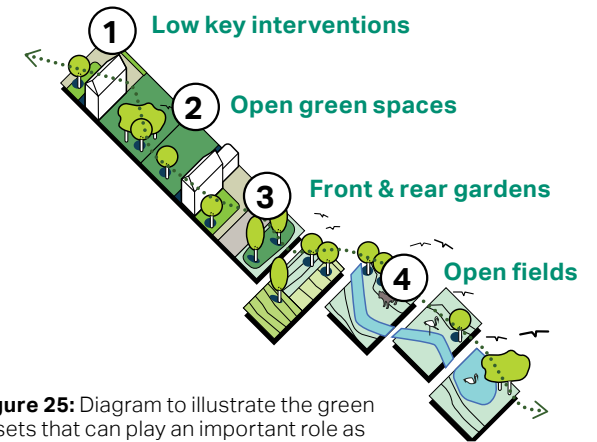 1 Low key interventions
2 Open green spaces
3 Front & rear gardens
4 Open fields
gure 25: Diagram to illustrate the green
sets that can play an important role as